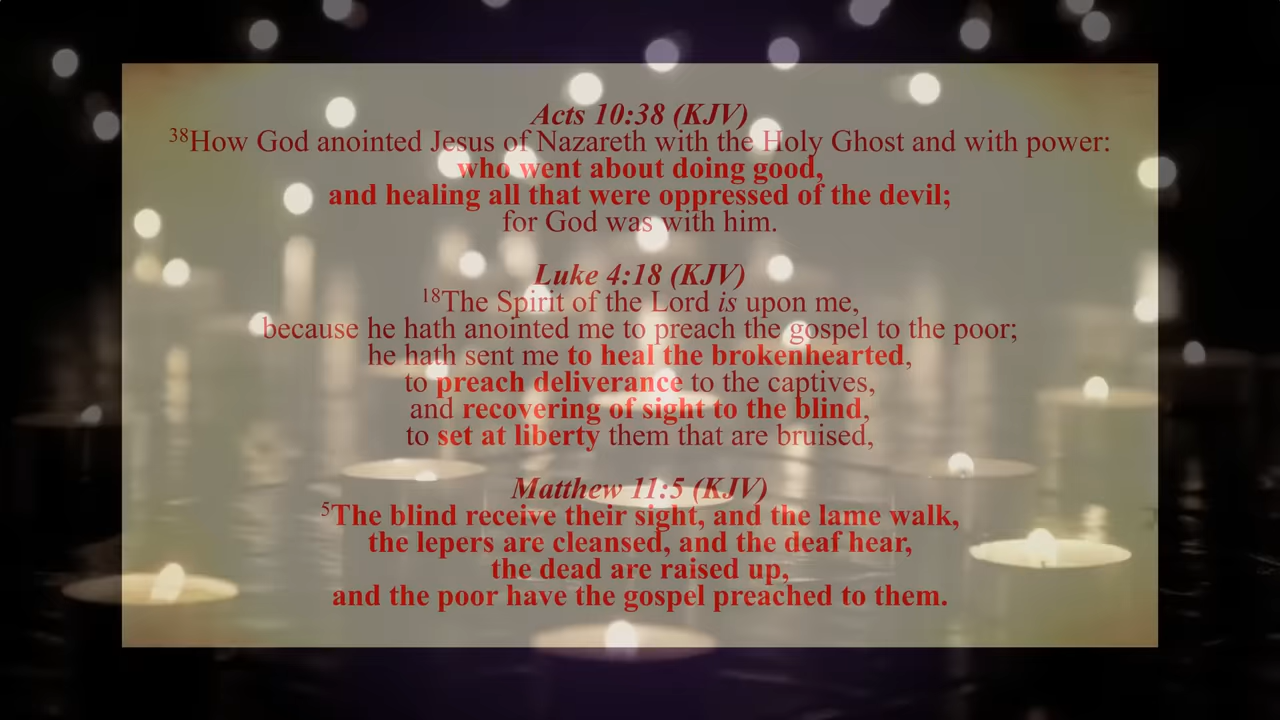 Acts 10:38 (KJV)
38How God anointed Jesus of Nazareth with the Holy Ghost and with power:
who went about doing good,
and healing all that were oppressed of the devil;
for God was with him.
Luke 4:18 (KJV)
18The Spirit of the Lord is upon me,
because he hath anointed me to preach the gospel to the poor;
he hath sent me to heal the brokenhearted,
to preach deliverance to the captives,
and recovering of sight to the blind,
to set at liberty them that are bruised,
Matthew 11:5 (KJV)
5The blind receive their sight, and the lame walk,
the lepers are cleansed, and the deaf hear,
the dead are raised up,
and the poor have the gospel preached to them.